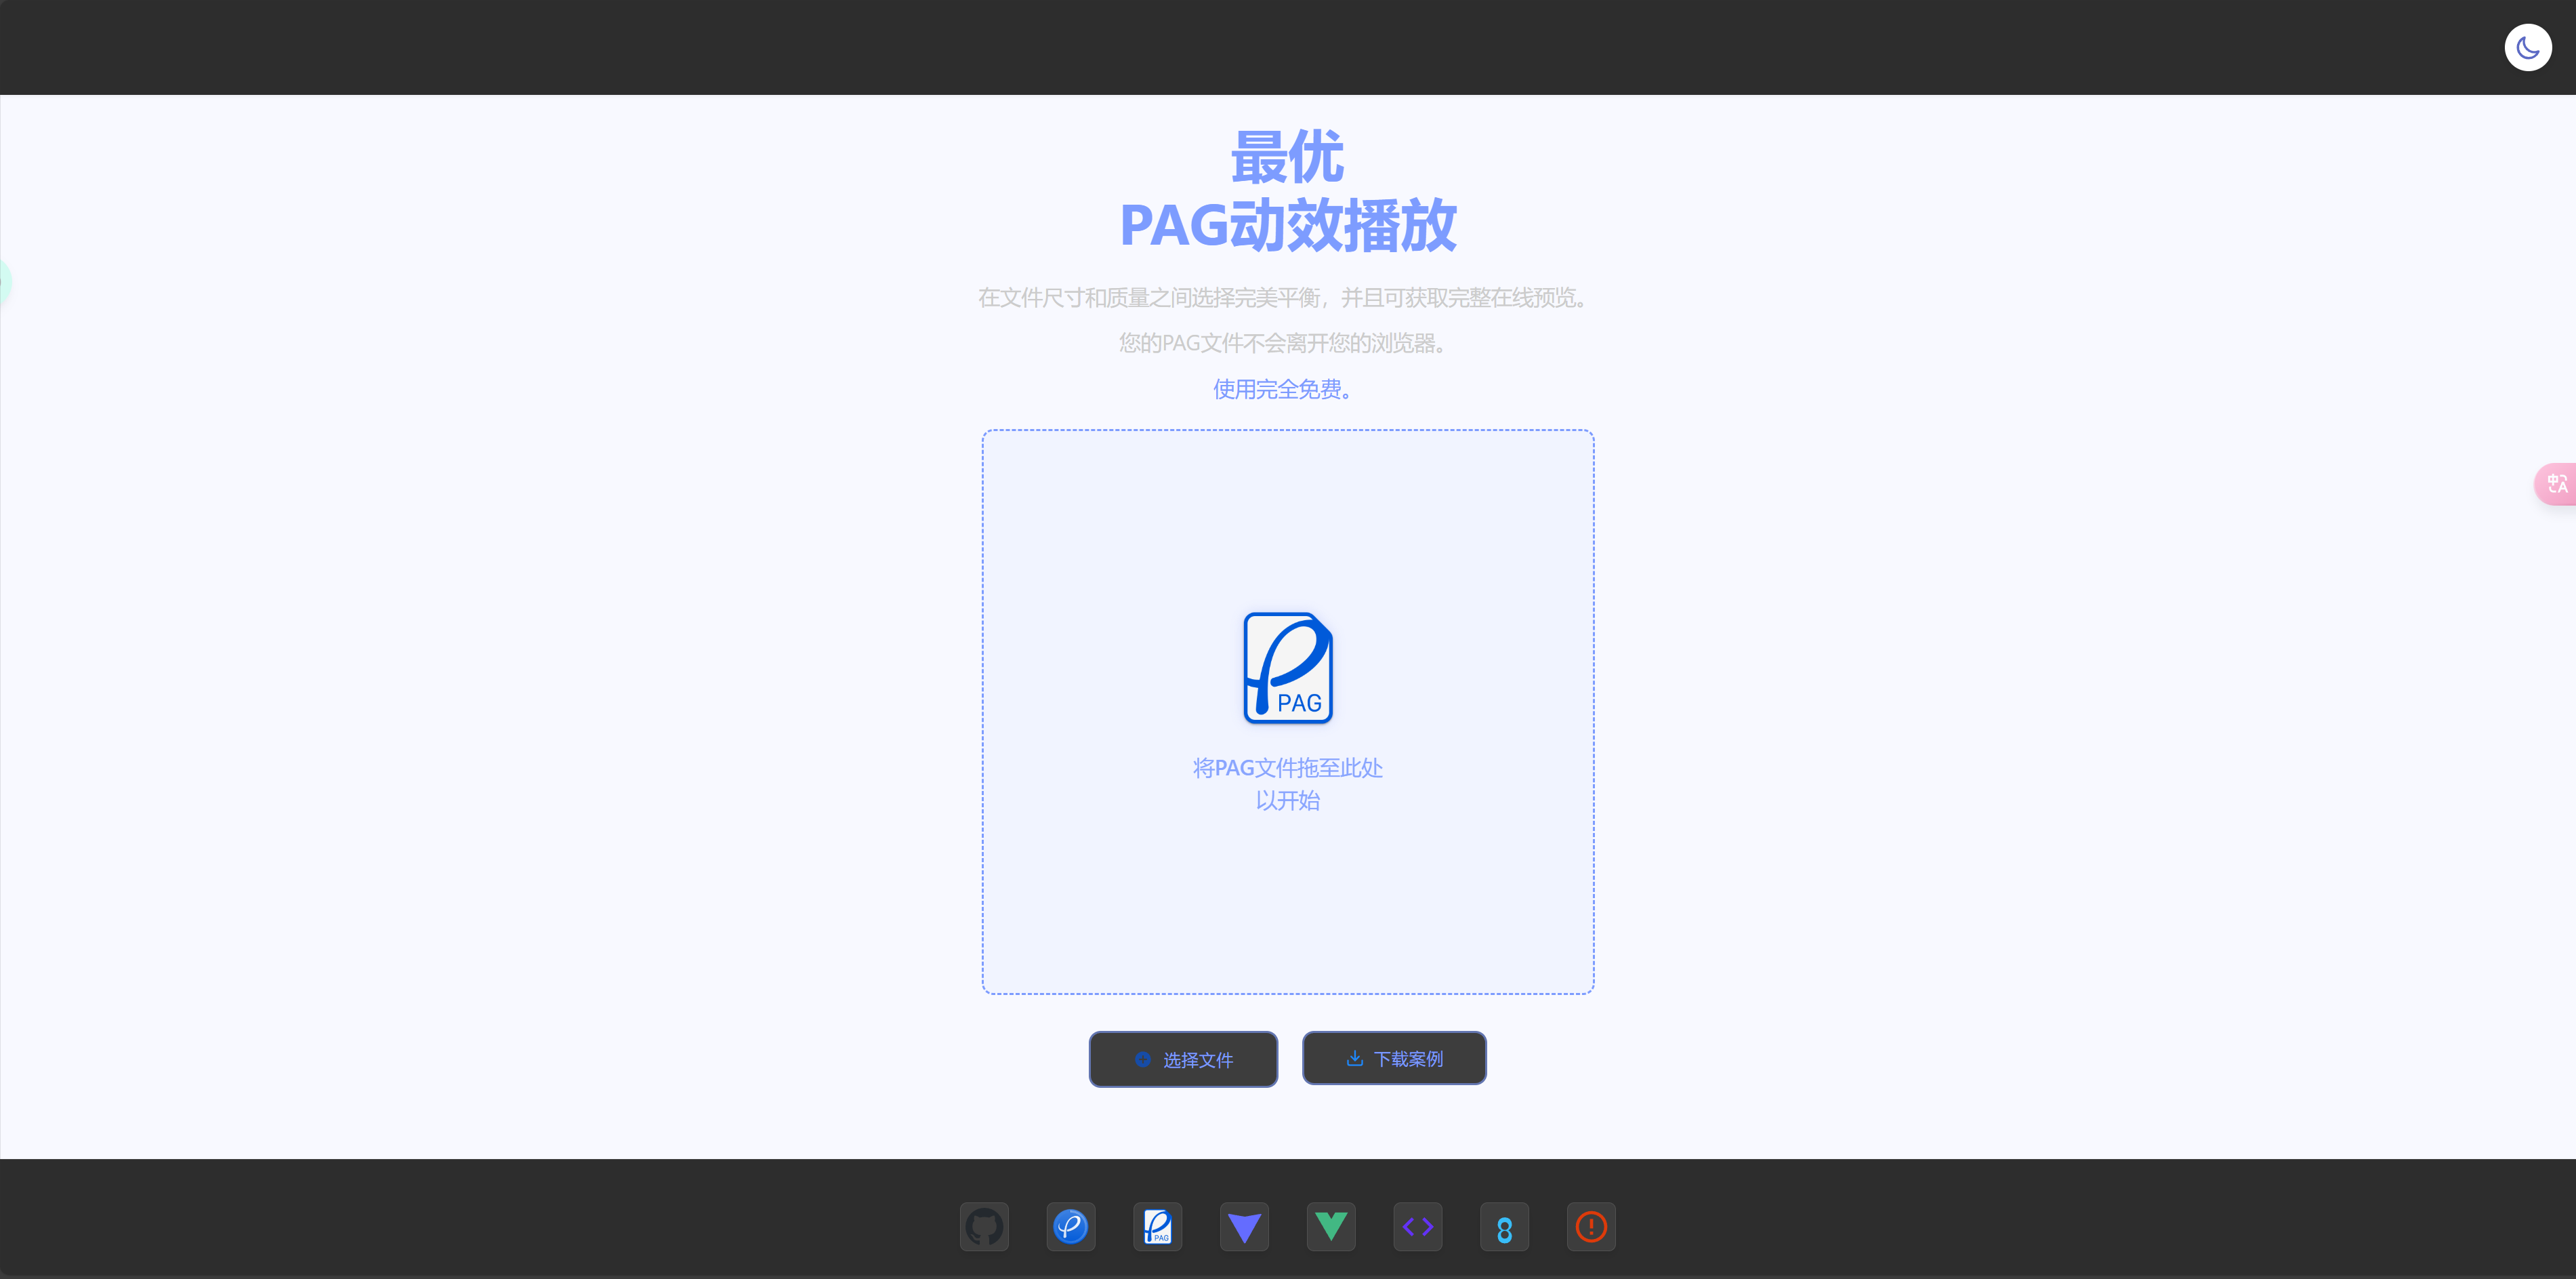 最优
PAG动效播放
在文件尺寸和质量之间选择完美平衡，并且可获取完整在线预览。
您的PAG文件不会离开您的浏览器。
使用完全免费。
PAG
将PAG文件拖至此处
以开始
选择文件
下载案例
PAG